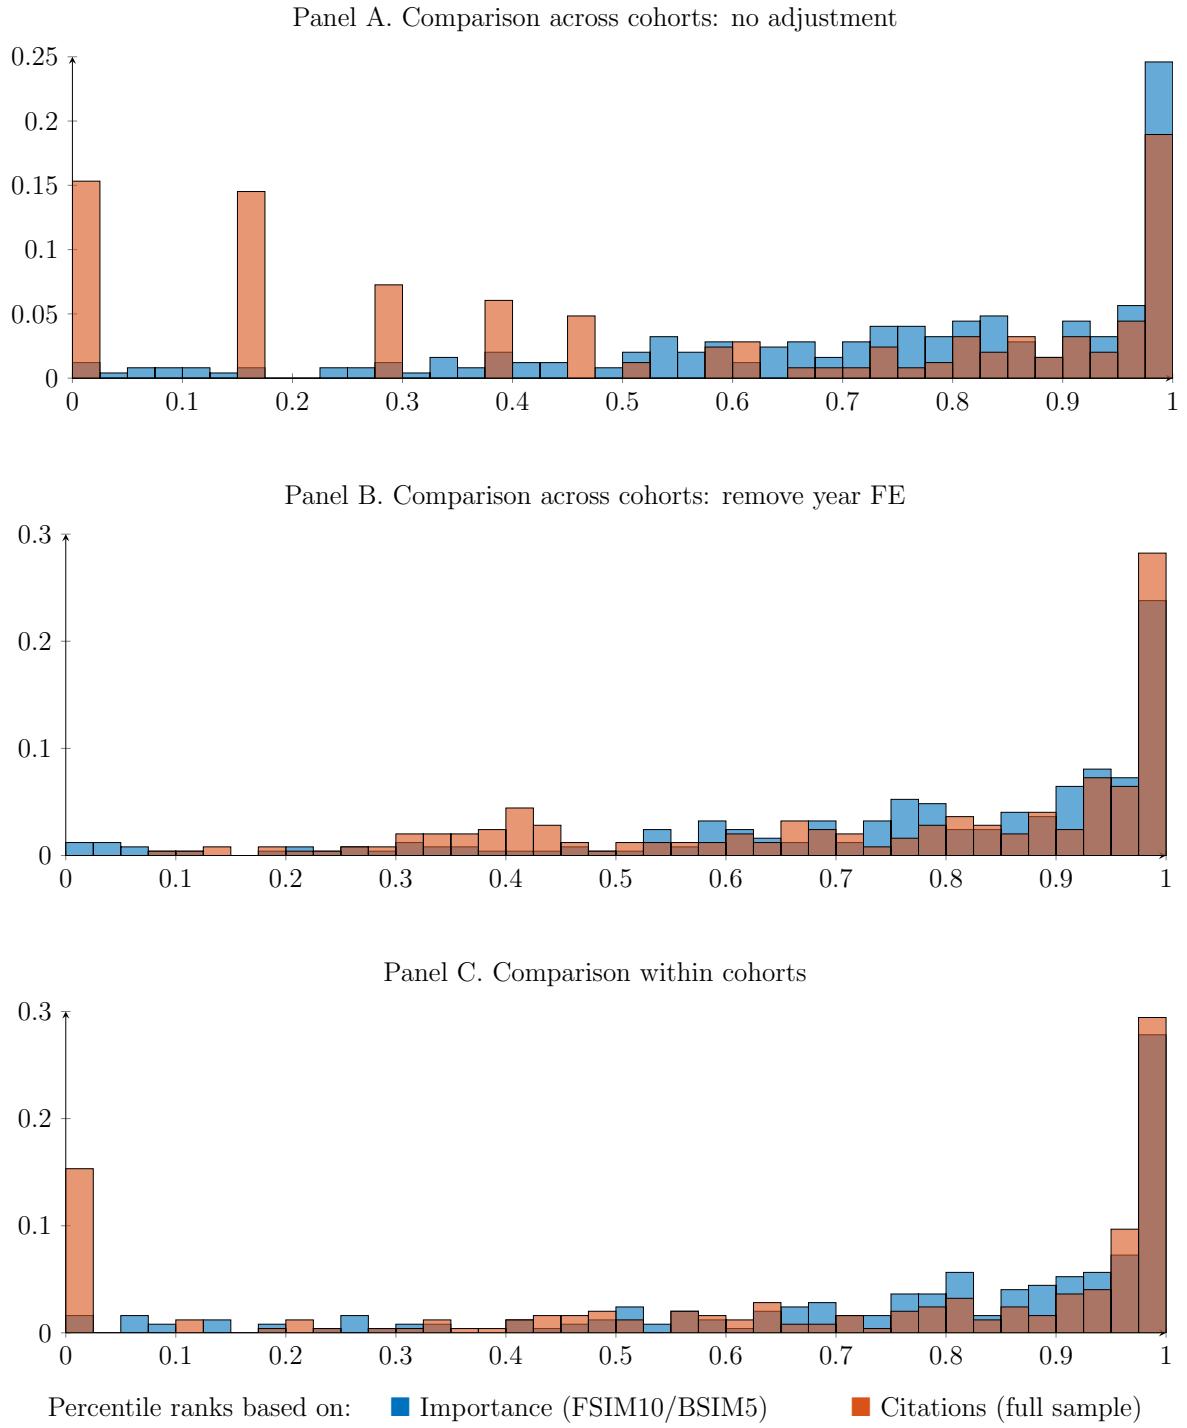 Panel A. Comparison across cohorts: no adjustment
0.25
0.2
0.15
0.1
0.05
0
0 0.1 0.2 0.3 0.4 0.5 0.6 0.7 0.8 0.9 1
Panel B. Comparison across cohorts: remove year FE
0.3
0.2
0.1
0
0 0.1 0.2 0.3 0.4 0.5 0.6 0.7 0.8 0.9 1
Panel C. Comparison within cohorts
0.3
0.2
0.1
0
0 0.1 0.2 0.3 0.4 0.5 0.6 0.7 0.8 0.9 1
Percentile ranks based on: Importance (FSIM10/BSIM5) Citations (full sample)